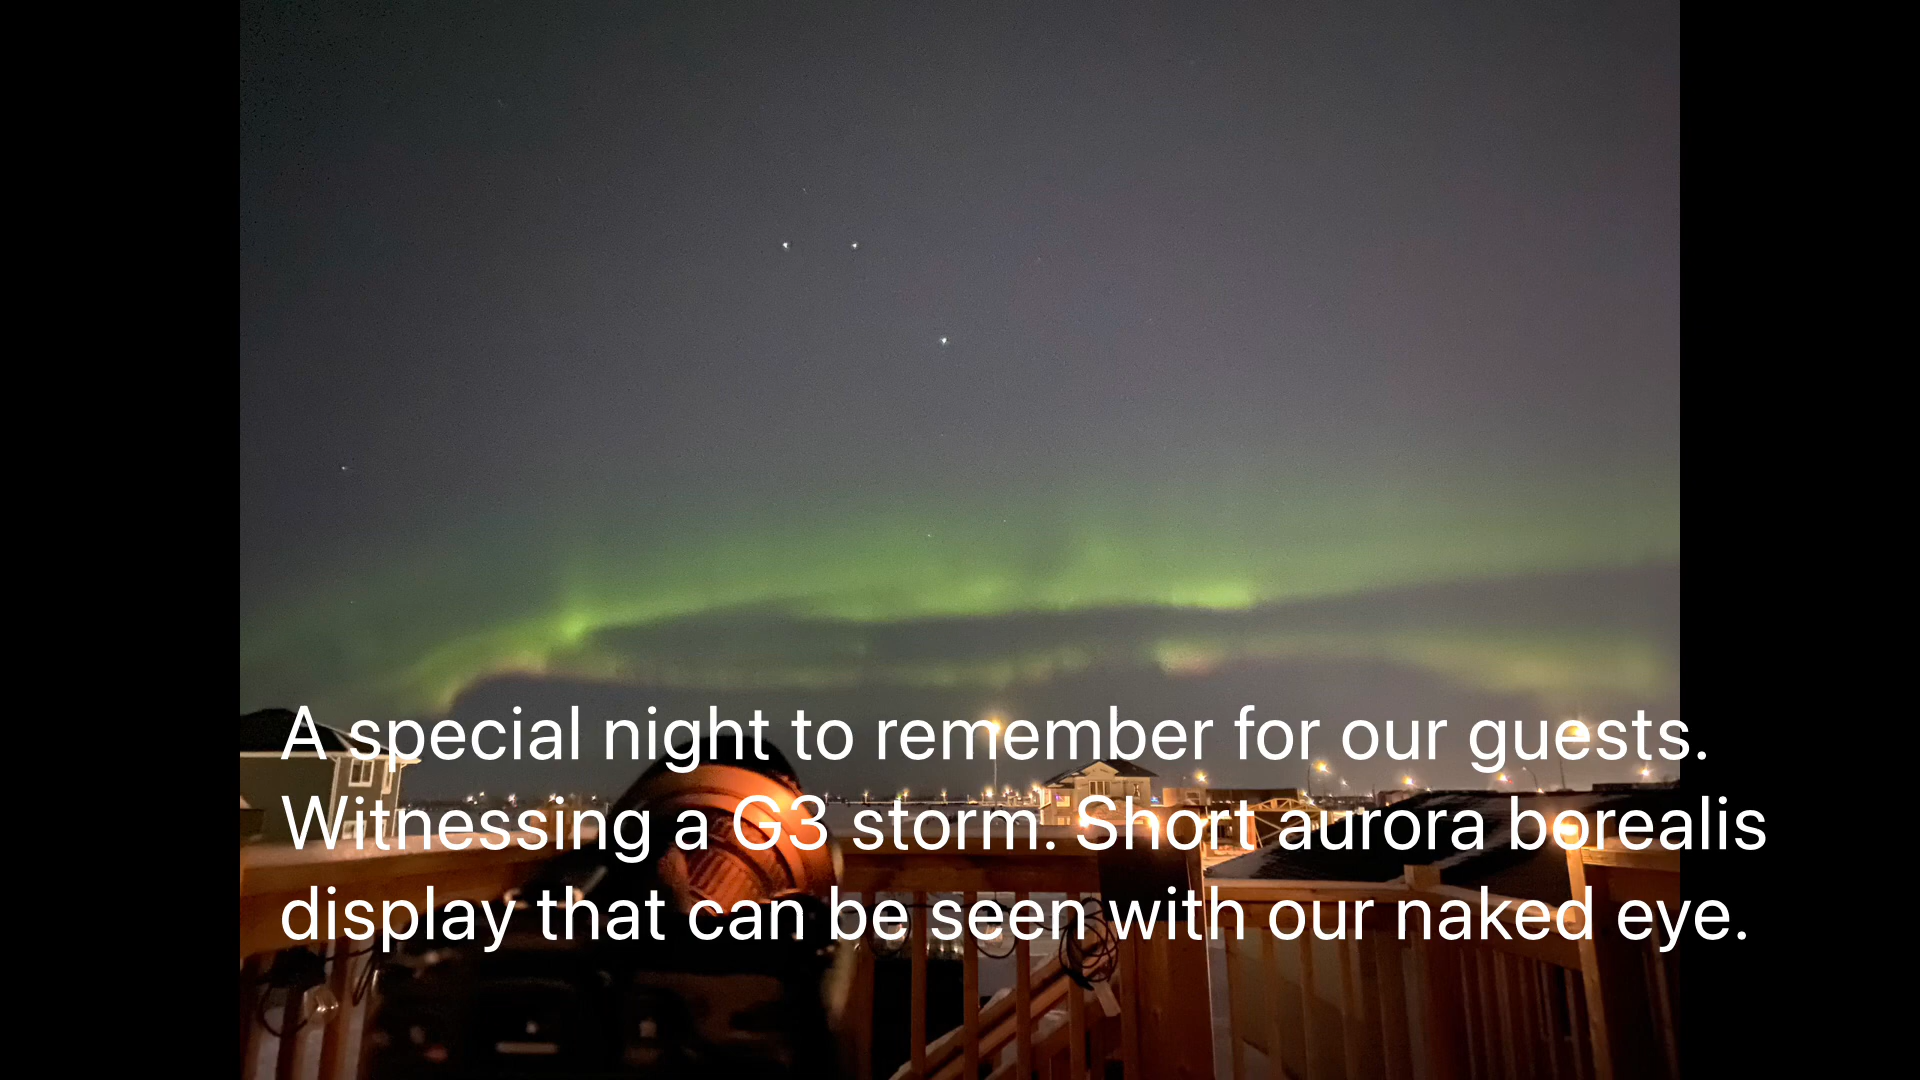 A special night to remember for our guests.
Witnessing a G3 storm. Short aurora borealis
display that can be seen with our naked eye.